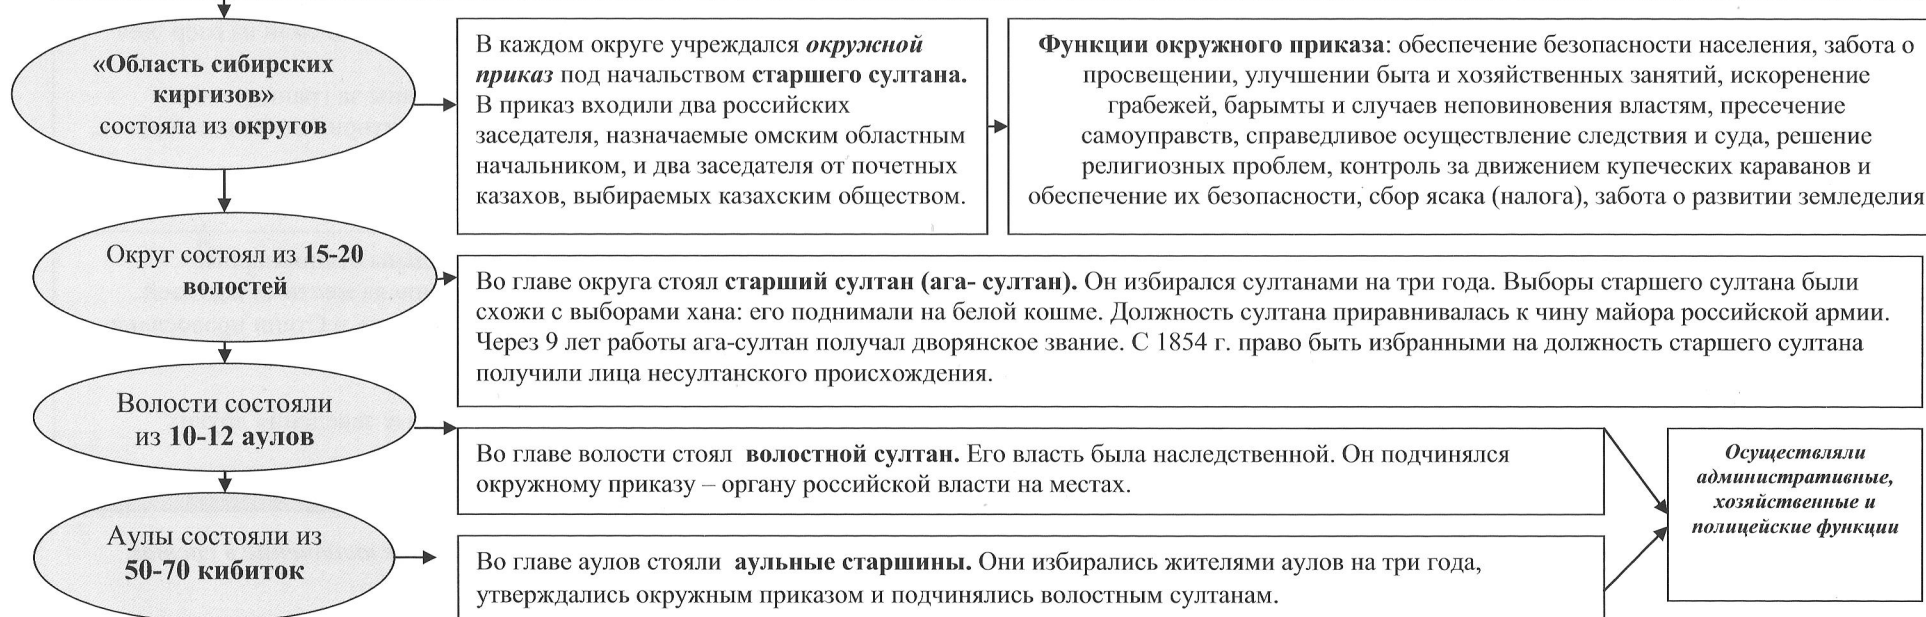 «Область сибирских
киргизов»
состояла из округов
В каждом округе учреждался окружной
приказ под начальством старшего султана.
В приказ входили два российских
заседателя, назначаемые омским областным
начальником, и два заседателя от почетных
казахов, выбираемых казахским обществом.
Функции окружного приказа: обеспечение безопасности населения, забота о
просвещении, улучшении быта и хозяйственных занятий, искоренение
грабежей, барымты и случаев неповиновения властям, пресечение
самоуправств, справедливое осуществление следствия и суда, решение
религиозных проблем, контроль за движением купеческих караванов и
обеспечение их безопасности, сбор ясака (налога), забота о развитии земледелия
Округ состоял из 15-20
волостей
Во главе округа стоял старший султан (ага- султан). Он избирался султанами на три года. Выборы старшего султана были
схожи с выборами хана: его поднимали на белой кошме. Должность султана приравнивалась к чину майора российской армии.
Через 9 лет работы ага-султан получал дворянское звание. С 1854 г. право быть избранными на должность старшего султана
получили лица несултанского происхождения.
Волости состояли
из 10-12 аулов
Во главе волости стоял волостной султан. Его власть была наследственной. Он подчинялся
окружному приказу – органу российской власти на местах.
Осуществляли
административные,
хозяйственные и
полицейские функции
Аулы состояли из
50-70 кибиток
Во главе аулов стояли аульные старшины. Они избирались жителями аулов на три года,
утверждались окружным приказом и подчинялись волостным султанам.